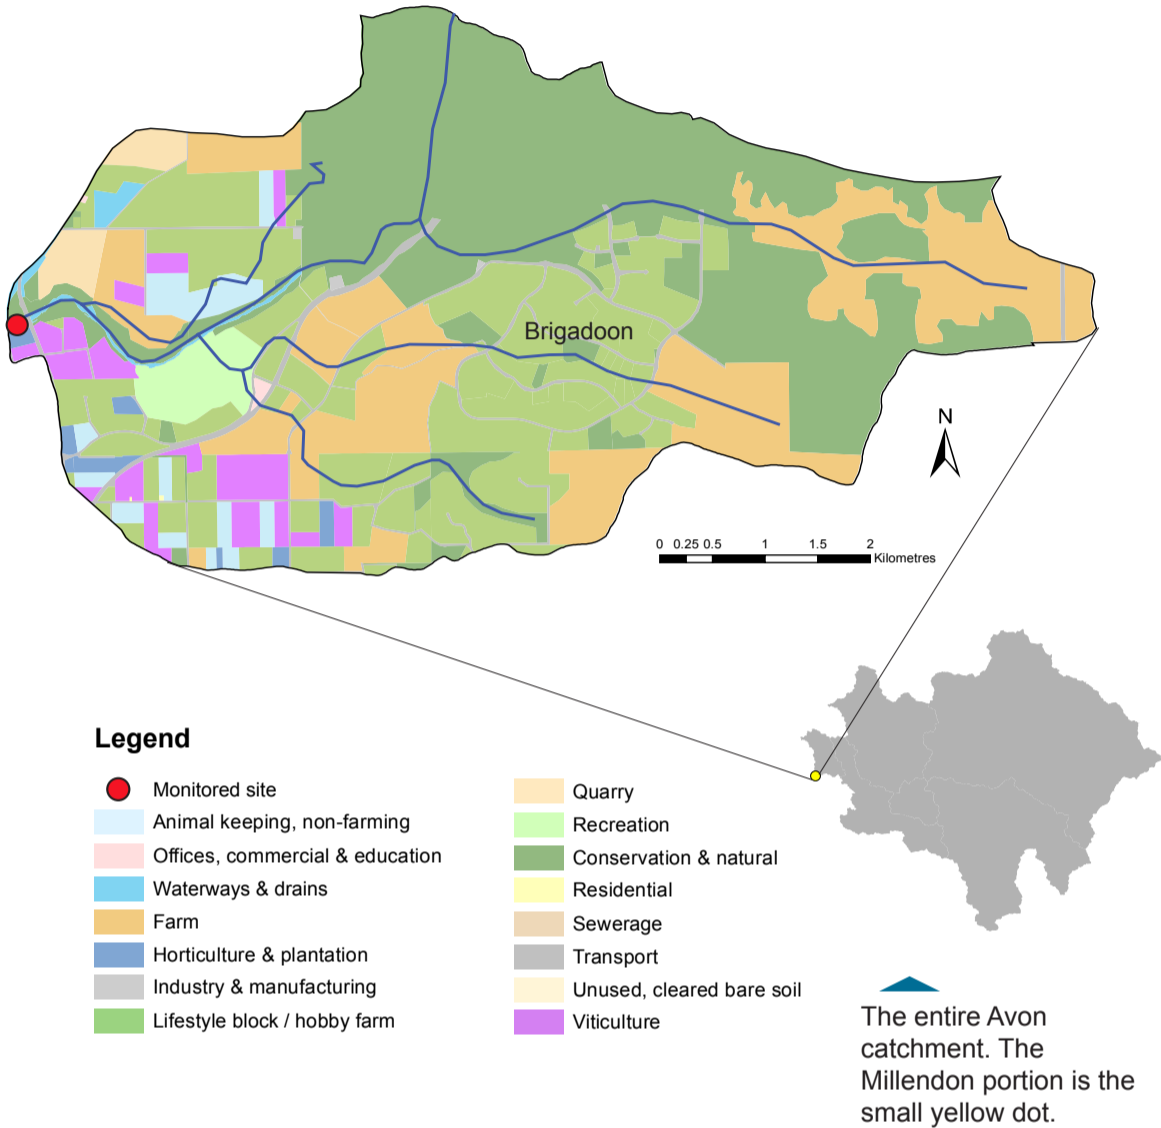 Brigadoon
N
0 0.25 0.5 1 1.5 2
Kilometres
Legend
Monitored site
Animal keeping, non-farming
Offices, commercial & education
Waterways & drains
Farm
Horticulture & plantation
Industry & manufacturing
Lifestyle block / hobby farm
Quarry
Recreation
Conservation & natural
Residential
Sewerage
Transport
Unused, cleared bare soil
Viticulture
The entire Avon
catchment. The
Millendon portion is the
small yellow dot.